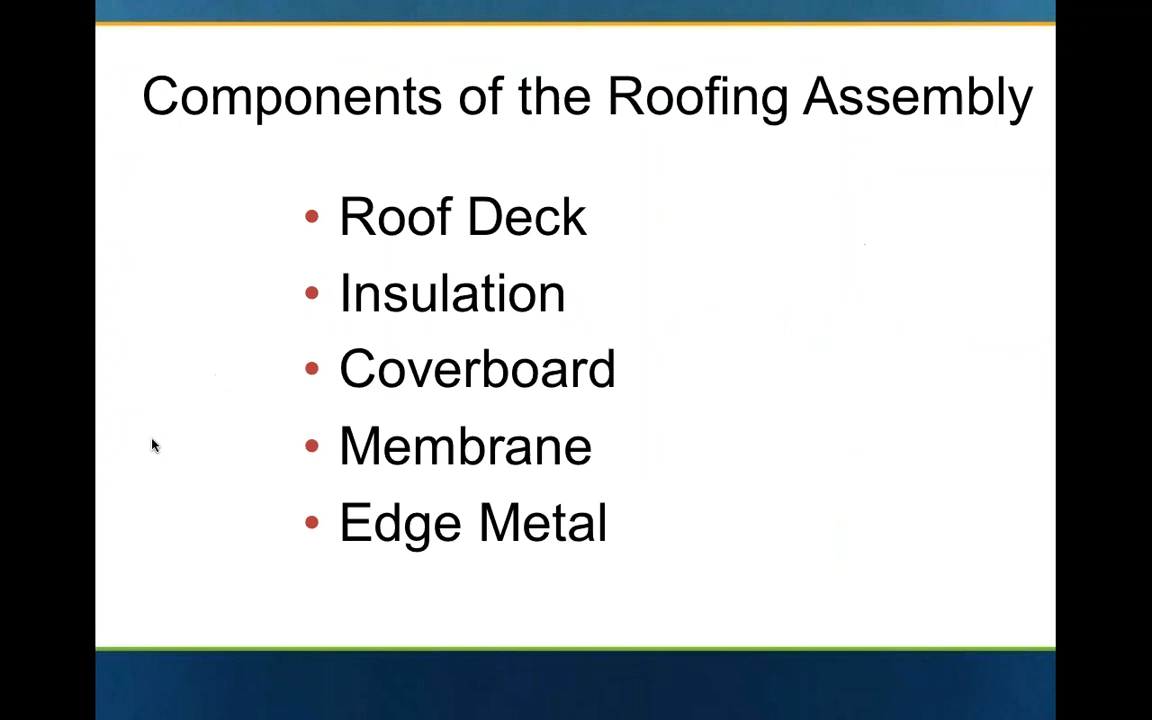 Components of the Roofing Assembly
• Roof Deck
• Insulation
• Coverboard
• Membrane
• Edge Metal